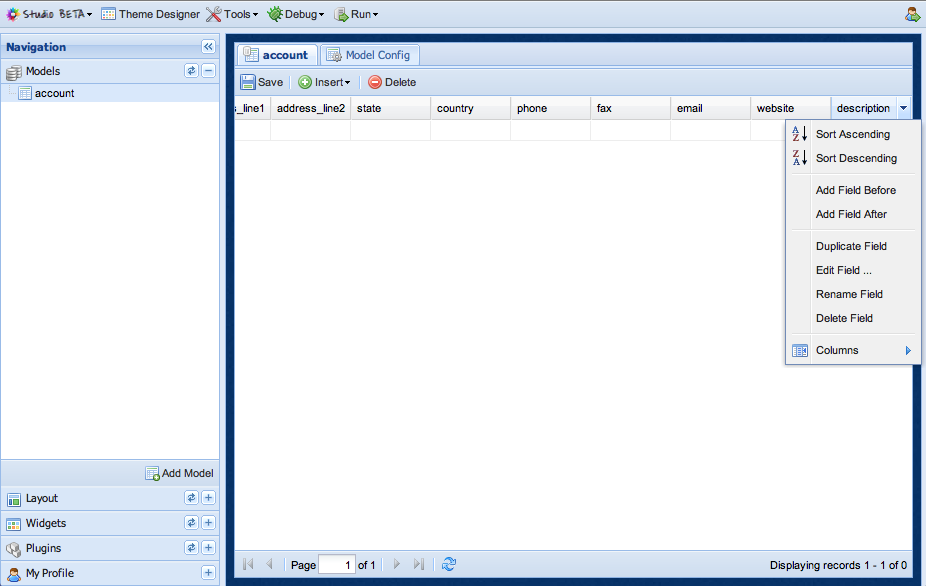 Studio BETA Theme Designer Tools Debug Run
Navigation
Models
account
Add Model
Layout
Widgets
Plugins
My Profile
account Model Config
Save Insert Delete
s_line1 address_line2 state country phone fax email website description
Sort Ascending
Sort Descending
Add Field Before
Add Field After
Duplicate Field
Edit Field ...
Rename Field
Delete Field
Columns
Page 1 of 1 Displaying records 1 - 1 of 0